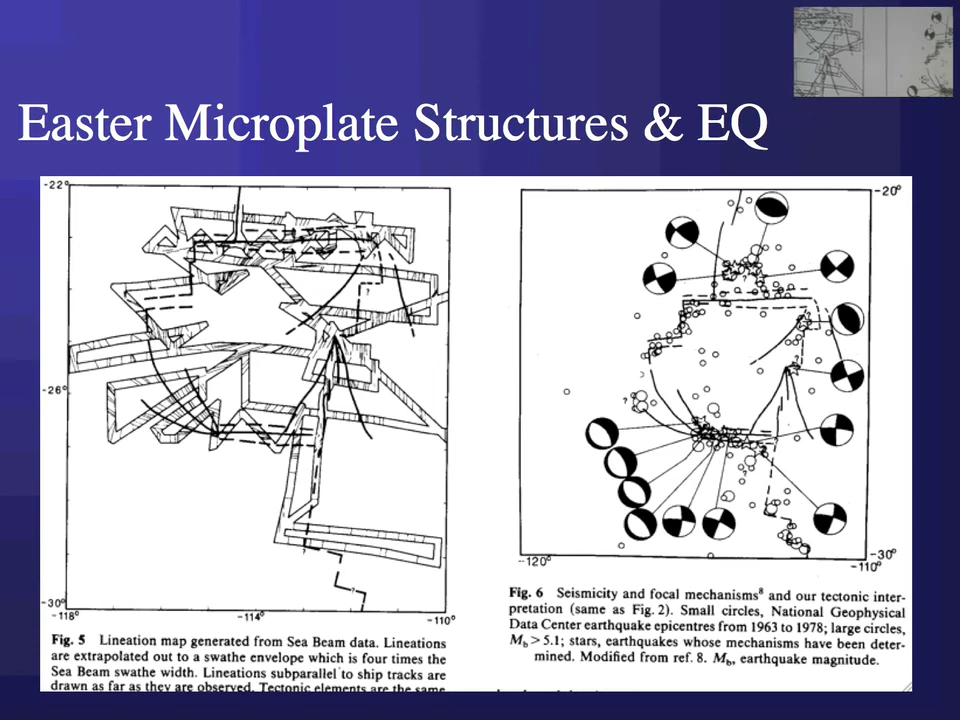 Easter Microplate Structures & EQ
-22°
-26°
-30°
-118°
-114°
-110°
?
?
?
Fig. 5 Lineation map generated from Sea Beam data. Lineations
are extrapolated out to a swathe envelope which is four times the
Sea Beam swathe width. Lineations subparallel to ship tracks are
drawn as far as they are observed. Tectonic elements are the same
-20°
-30°
-120°
-110°
?
?
?
?
?
Fig. 6 Seismicity and focal mechanisms⁸ and our tectonic inter-
pretation (same as Fig. 2). Small circles, National Geophysical
Data Center earthquake epicentres from 1963 to 1978; large circles,
Mb > 5.1; stars, earthquakes whose mechanisms have been deter-
mined. Modified from ref. 8. Mb, earthquake magnitude.